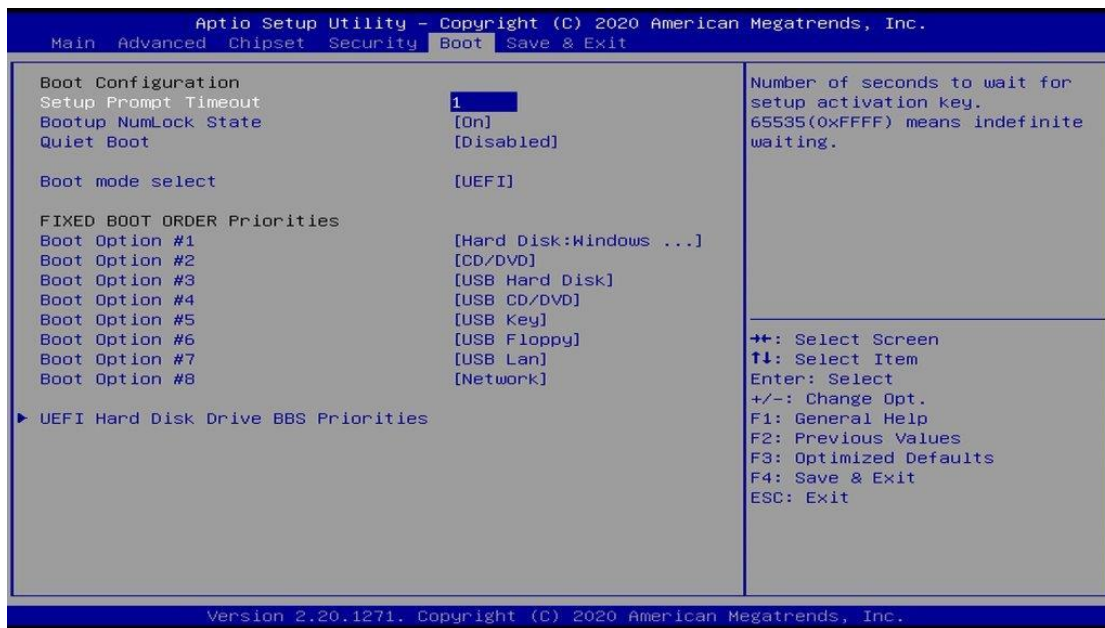 Aptio Setup Utility – Copyright (C) 2020 American Megatrends, Inc.
Main Advanced Chipset Security Boot Save & Exit
Boot Configuration
Setup Prompt Timeout 1
Bootup NumLock State [On]
Quiet Boot [Disabled]
Boot mode select [UEFI]
FIXED BOOT ORDER Priorities
Boot Option #1 [Hard Disk:Windows ...]
Boot Option #2 [CD/DVD]
Boot Option #3 [USB Hard Disk]
Boot Option #4 [USB CD/DVD]
Boot Option #5 [USB Key]
Boot Option #6 [USB Floppy]
Boot Option #7 [USB Lan]
Boot Option #8 [Network]
▶ UEFI Hard Disk Drive BBS Priorities
Number of seconds to wait for
setup activation key.
65535(0xFFFF) means indefinite
waiting.
→←: Select Screen
↑↓: Select Item
Enter: Select
+/-: Change Opt.
F1: General Help
F2: Previous Values
F3: Optimized Defaults
F4: Save & Exit
ESC: Exit
Version 2.20.1271. Copyright (C) 2020 American Megatrends, Inc.